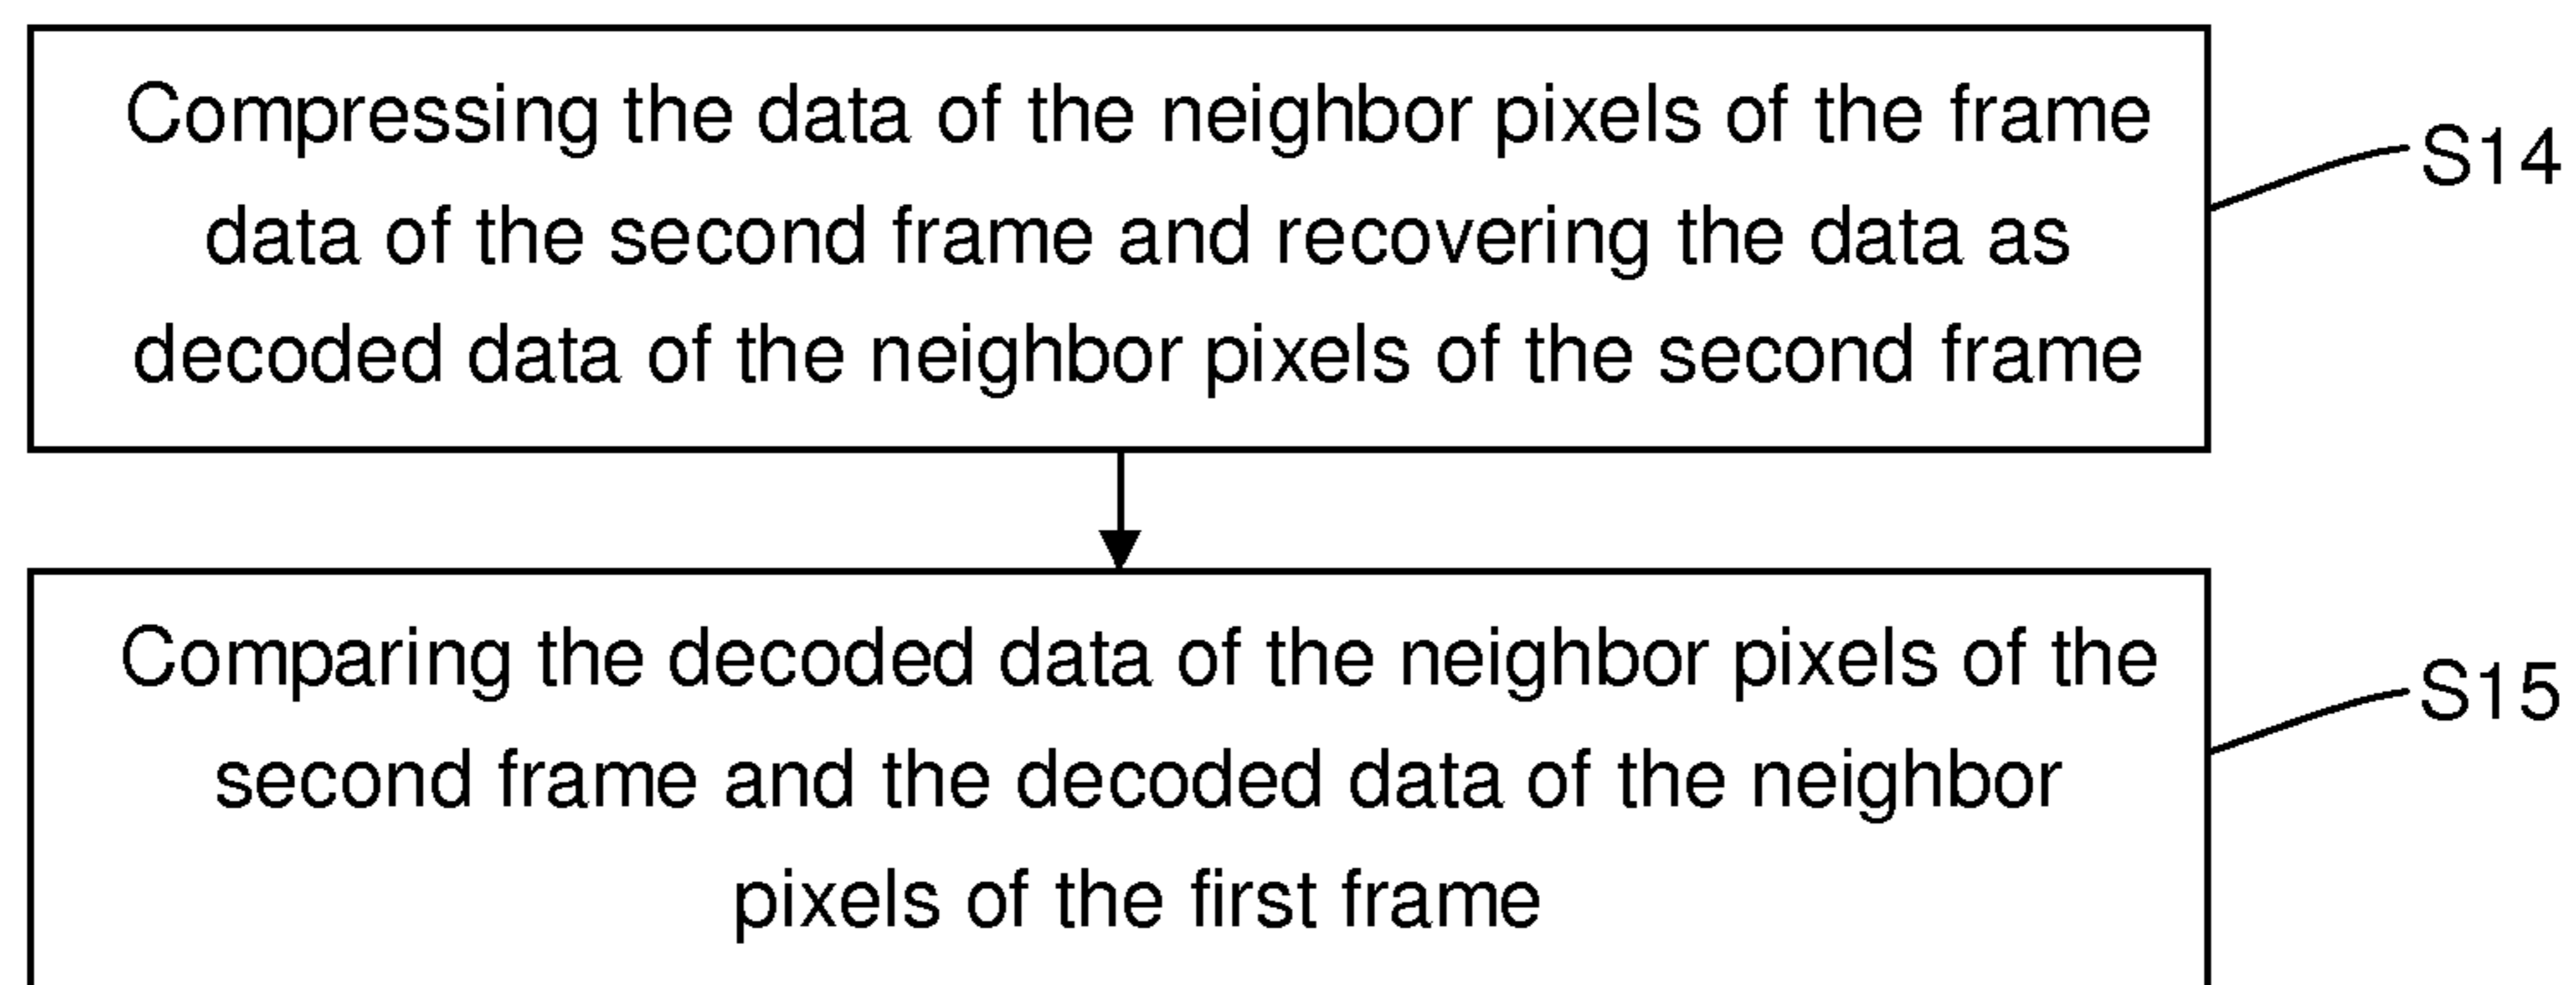 Compressing the data of the neighbor pixels of the frame
data of the second frame and recovering the data as
decoded data of the neighbor pixels of the second frame
S14
Comparing the decoded data of the neighbor pixels of the
second frame and the decoded data of the neighbor
pixels of the first frame
S15